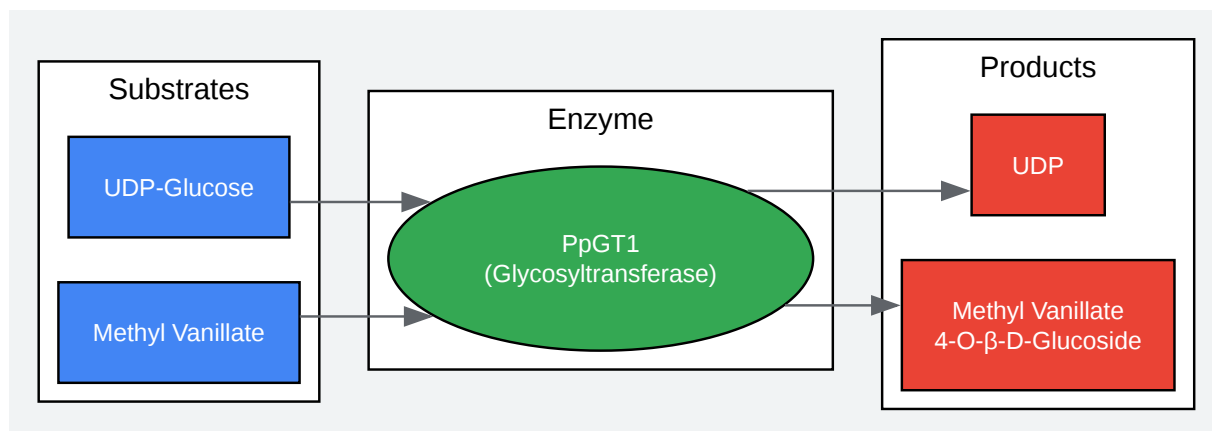 Substrates
UDP-Glucose
Methyl Vanillate
Enzyme
PpGT1
(Glycosyltransferase)
Products
UDP
Methyl Vanillate
4-O-β-D-Glucoside